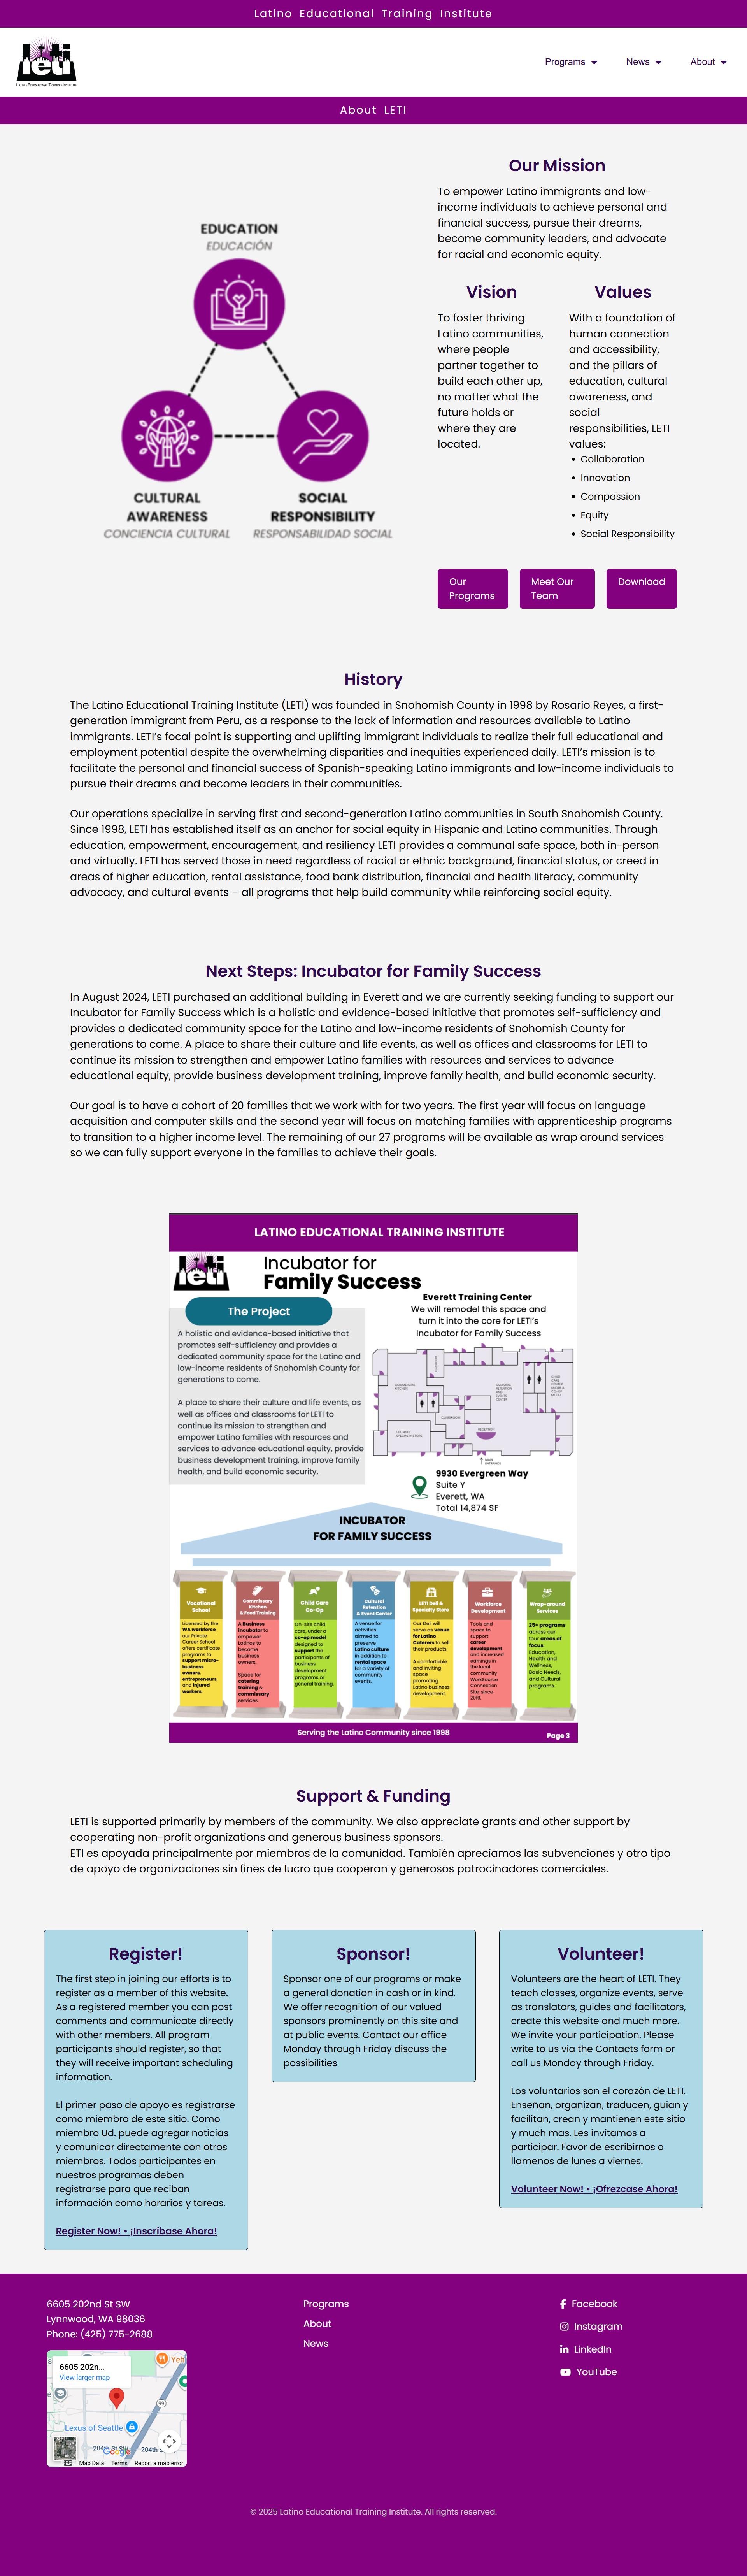 Latino Educational Training Institute
leti
LATINO EDUCATIONAL TRAINING INSTITUTE
Programs
News
About
About LETI
EDUCATION
EDUCACIÓN
CULTURAL
AWARENESS
CONCIENCIA CULTURAL
SOCIAL
RESPONSIBILITY
RESPONSABILIDAD SOCIAL
Our Mission
To empower Latino immigrants and low-
income individuals to achieve personal and
financial success, pursue their dreams,
become community leaders, and advocate
for racial and economic equity.
Vision
To foster thriving
Latino communities,
where people
partner together to
build each other up,
no matter what the
future holds or
where they are
located.
Values
With a foundation of
human connection
and accessibility,
and the pillars of
education, cultural
awareness, and
social
responsibilities, LETI
values:
• Collaboration
• Innovation
• Compassion
• Equity
• Social Responsibility
Our
Programs
Meet Our
Team
Download
History
The Latino Educational Training Institute (LETI) was founded in Snohomish County in 1998 by Rosario Reyes, a first-
generation immigrant from Peru, as a response to the lack of information and resources available to Latino
immigrants. LETI's focal point is supporting and uplifting immigrant individuals to realize their full educational and
employment potential despite the overwhelming disparities and inequities experienced daily. LETI's mission is to
facilitate the personal and financial success of Spanish-speaking Latino immigrants and low-income individuals to
pursue their dreams and become leaders in their communities.
Our operations specialize in serving first and second-generation Latino communities in South Snohomish County.
Since 1998, LETI has established itself as an anchor for social equity in Hispanic and Latino communities. Through
education, empowerment, encouragement, and resiliency LETI provides a communal safe space, both in-person
and virtually. LETI has served those in need regardless of racial or ethnic background, financial status, or creed in
areas of higher education, rental assistance, food bank distribution, financial and health literacy, community
advocacy, and cultural events – all programs that help build community while reinforcing social equity.
Next Steps: Incubator for Family Success
In August 2024, LETI purchased an additional building in Everett and we are currently seeking funding to support our
Incubator for Family Success which is a holistic and evidence-based initiative that promotes self-sufficiency and
provides a dedicated community space for the Latino and low-income residents of Snohomish County for
generations to come. A place to share their culture and life events, as well as offices and classrooms for LETI to
continue its mission to strengthen and empower Latino families with resources and services to advance
educational equity, provide business development training, improve family health, and build economic security.
Our goal is to have a cohort of 20 families that we work with for two years. The first year will focus on language
acquisition and computer skills and the second year will focus on matching families with apprenticeship programs
to transition to a higher income level. The remaining of our 27 programs will be available as wrap around services
so we can fully support everyone in the families to achieve their goals.
LATINO EDUCATIONAL TRAINING INSTITUTE
leti
Incubator for
Family Success
The Project
A holistic and evidence-based initiative that
promotes self-sufficiency and provides a
dedicated community space for the Latino and
low-income residents of Snohomish County for
generations to come.
A place to share their culture and life events, as
well as offices and classrooms for LETI to
continue its mission to strengthen and
empower Latino families with resources and
services to advance educational equity, provide
business development training, improve family
health, and build economic security.
Everett Training Center
We will remodel this space and
turn it into the core for LETI's
Incubator for Family Success
COMMERCIAL
KITCHEN
CLASSROOM
RECEPTION
MAIN
ENTRANCE
9930 Evergreen Way
Suite Y
Everett, WA
Total 14,874 SF
INCUBATOR
FOR FAMILY SUCCESS
Vocational
School
Licensed by the
WA workforce,
our Private
Career School
offers certificate
programs to
support micro-
business
owners,
entrepreneurs,
and injured
workers.
Commissary
Kitchen
& Food Training
A Business
Incubator to
empower
Latinos to
become
business
owners.
Space for
catering
training &
commissary
services.
Child Care
Co-Op
On-site child
care, under a
co-op model
designed to
support the
participants of
business
development
programs or
general training.
Cultural
Retention
& Event Center
A venue for
activities
aimed to
preserve
Latino culture
in addition to
rental space
for a variety of
community
events.
LETI Deli &
Specialty Store
Our Deli will
serve as venue
for Latino
Caterers to sell
their products.
A comfortable
and inviting
space
promoting
Latino business
development.
Workforce
Development
Tools and
space to
support
career
development
and increased
earnings in
the local
community
WorkSource
Connection
Site, since
2019.
Wrap-around
Services
25+ programs
across our
four areas of
focus:
Education,
Health and
Wellness,
Basic Needs,
and Cultural
programs.
Serving the Latino Community since 1998
Page 3
Support & Funding
LETI is supported primarily by members of the community. We also appreciate grants and other support by
cooperating non-profit organizations and generous business sponsors.
ETI es apoyada principalmente por miembros de la comunidad. También apreciamos las subvenciones y otro tipo
de apoyo de organizaciones sin fines de lucro que cooperan y generosos patrocinadores comerciales.
Register!
The first step in joining our efforts is to
register as a member of this website.
As a registered member you can post
comments and communicate directly
with other members. All program
participants should register, so that
they will receive important scheduling
information.
El primer paso de apoyo es registrarse
como miembro de este sitio. Como
miembro Ud. puede agregar noticias
y comunicar directamente con otros
miembros. Todos participantes en
nuestros programas deben
registrarse para que reciban
información como horarios y tareas.
Register Now! • ¡Inscríbase Ahora!
Sponsor!
Sponsor one of our programs or make
a general donation in cash or in kind.
We offer recognition of our valued
sponsors prominently on this site and
at public events. Contact our office
Monday through Friday discuss the
possibilities
Volunteer!
Volunteers are the heart of LETI. They
teach classes, organize events, serve
as translators, guides and facilitators,
create this website and much more.
We invite your participation. Please
write to us via the Contacts form or
call us Monday through Friday.
Los voluntarios son el corazón de LETI.
Enseñan, organizan, traducen, guian y
facilitan, crean y mantienen este sitio
y much mas. Les invitamos a
participar. Favor de escribirnos o
llamenos de lunes a viernes.
Volunteer Now! • ¡Ofrezcase Ahora!
6605 202nd St SW
Lynnwood, WA 98036
Phone: (425) 775-2688
6605 202n...
View larger map
Yeh
99
Lexus of Seattle
204th St SW
204th S
Google
Map Data
Terms
Report a map error
Programs
About
News
Facebook
Instagram
LinkedIn
YouTube
© 2025 Latino Educational Training Institute. All rights reserved.